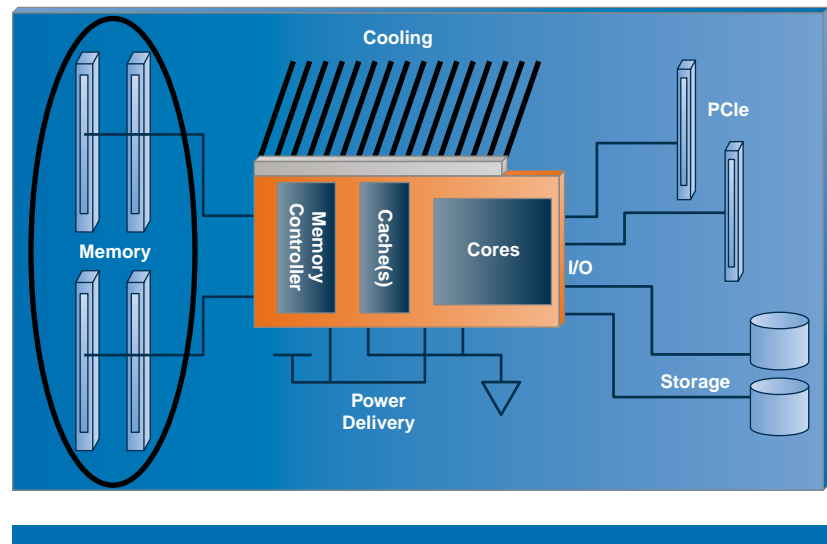 Cooling
PCIe
Memory
Controller
Cache(s)
Cores
Memory
I/O
Storage
Power
Delivery